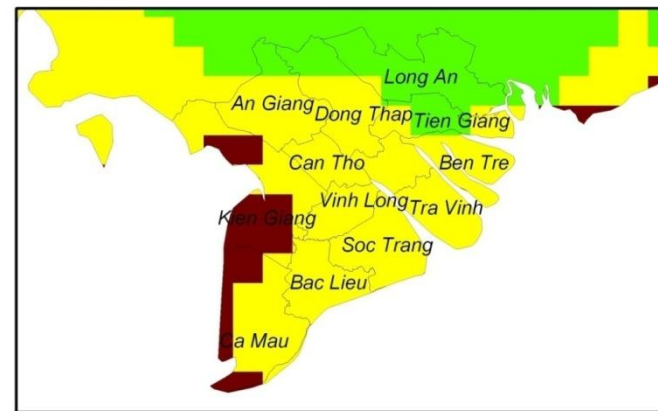 Long An
An Giang
Dong Thap
Tien Giang
Can Tho
Ben Tre
Vinh Long
Tra Vinh
Kien Giang
Soc Trang
Bac Lieu
Ca Mau